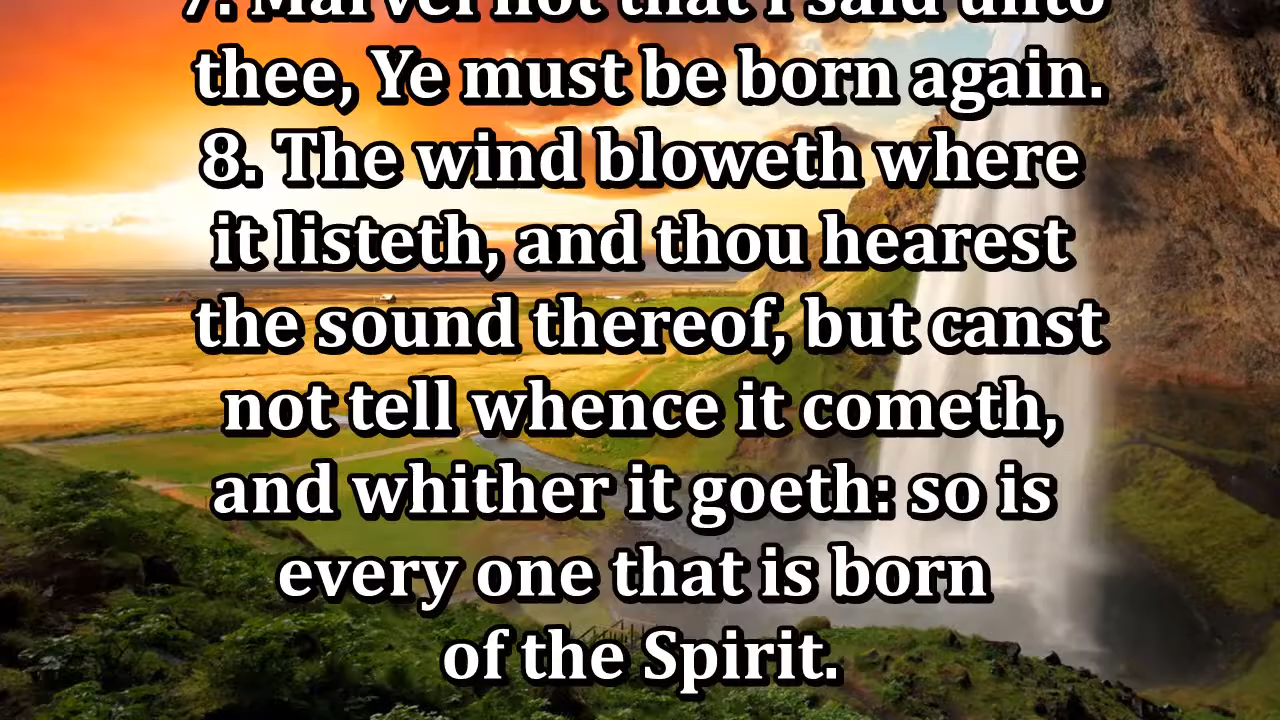 7. Marvel not that I said unto
thee, Ye must be born again.
8. The wind bloweth where
it listeth, and thou hearest
the sound thereof, but canst
not tell whence it cometh,
and whither it goeth: so is
every one that is born
of the Spirit.